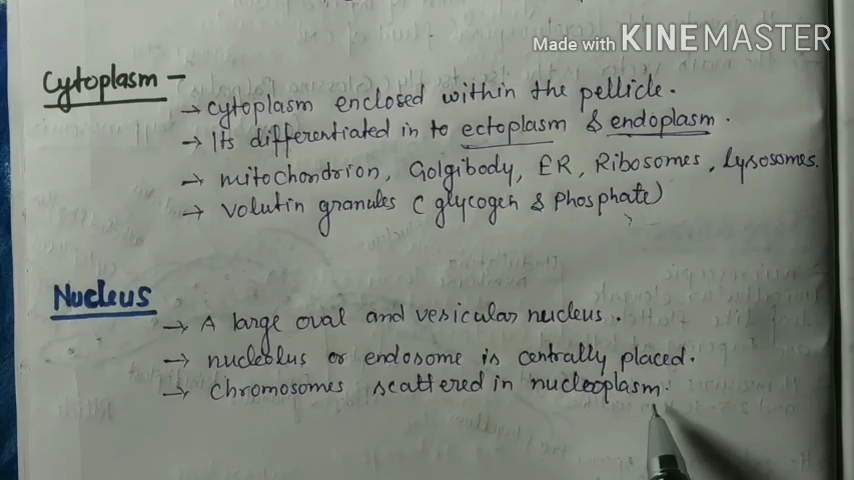 Made with KINEMASTER
Cytoplasm –
→ cytoplasm enclosed within the pellicle.
→ Its differentiated in to ectoplasm & endoplasm.
→ mitochondrion, Golgibody, ER, Ribosomes, lysosomes.
→ Volutin granules ( glycogen & phosphate)
Nucleus
→ A large oval and vesicular nucleus.
→ nucleolus or endosome is centrally placed.
→ chromosomes scattered in nucleoplasm.